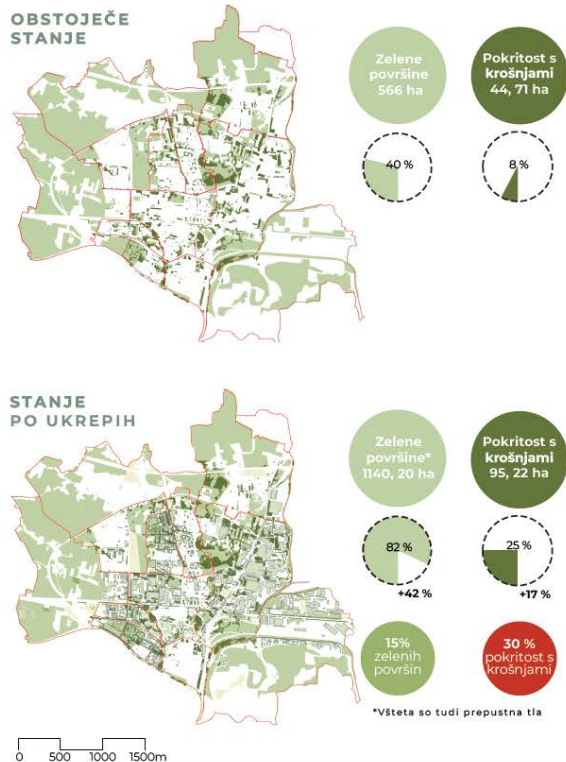 OBSTOJEČE
STANJE
Zelene
površine
566 ha
Pokritost s
krošnjami
44, 71 ha
40 %
8 %
STANJE
PO UKREPIH
Zelene
površine*
1140, 20 ha
Pokritost s
krošnjami
95, 22 ha
82 %
+42 %
25 %
+17 %
15%
zelenih
površin
30 %
pokritost s
krošnjami
*Všteta so tudi prepustna tla
0 500 1000 1500m